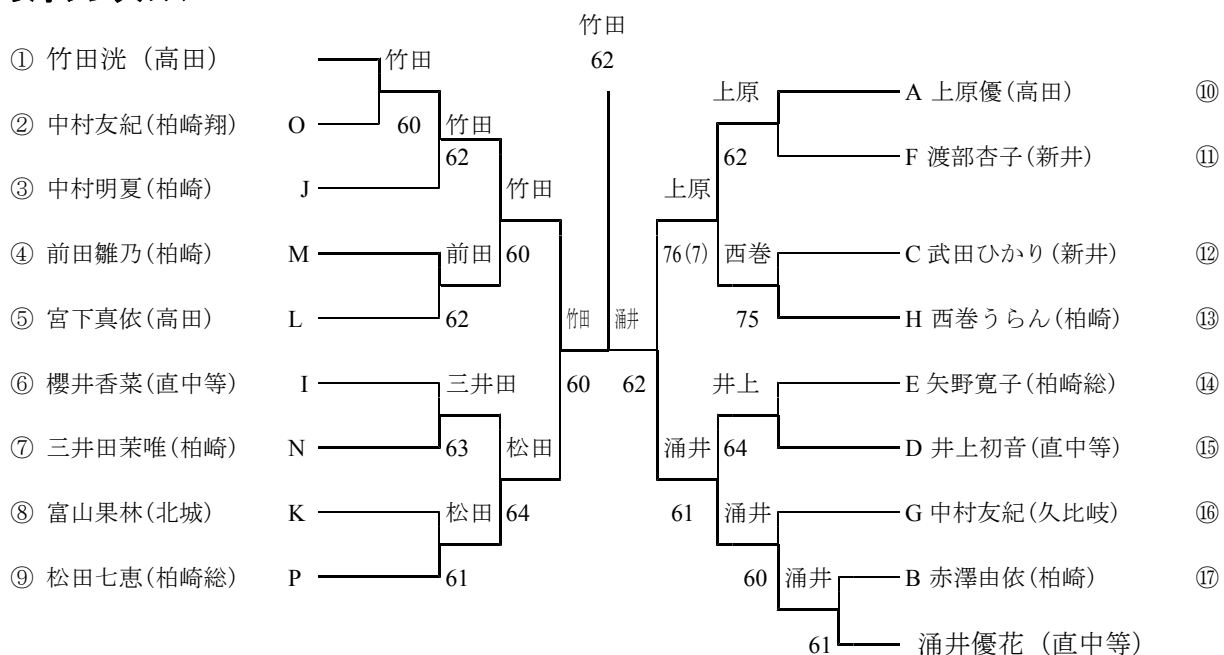 竹田
62
① 竹田洸（高田） 竹田
上原 A 上原優(高田) ⑩
② 中村友紀(柏崎翔) O 60 竹田
62 62 F 渡部杏子(新井) ⑪
③ 中村明夏(柏崎) J 竹田 上原
④ 前田雛乃(柏崎) M 前田 60 76(7) 西巻 C 武田ひかり(新井) ⑫
⑤ 宮下真依(高田) L 62 竹田 涌井 75 H 西巻うらん(柏崎) ⑬
⑥ 櫻井香菜(直中等) I 三井田 60 62 井上 E 矢野寛子(柏崎総) ⑭
⑦ 三井田茉唯(柏崎) N 63 松田 涌井 64 D 井上初音(直中等) ⑮
⑧ 富山果林(北城) K 松田 64 61 涌井 G 中村友紀(久比岐) ⑯
⑨ 松田七恵(柏崎総) P 61 60 涌井 B 赤澤由依(柏崎) ⑰
61 涌井優花（直中等）